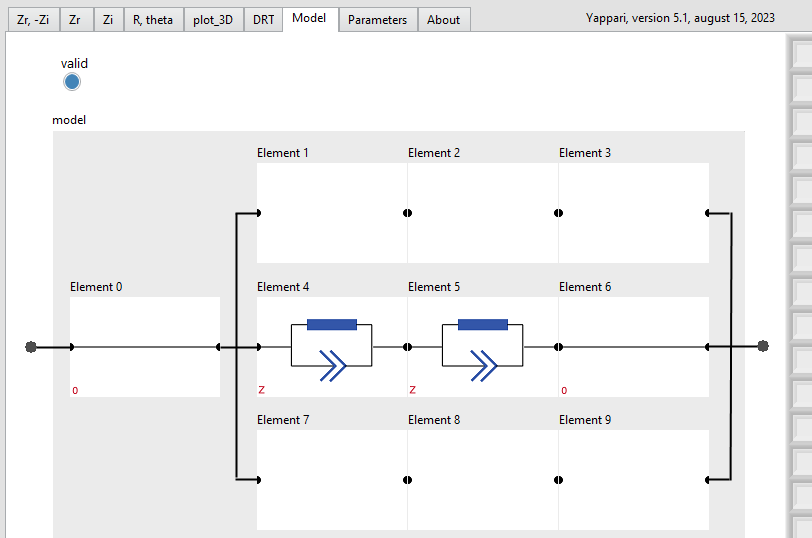 Zr, -Zi Zr Zi R, theta plot_3D DRT Model Parameters About Yappari, version 5.1, august 15, 2023
valid
model
Element 1 Element 2 Element 3
Element 0 Element 4 Element 5 Element 6
0 Z Z 0
Element 7 Element 8 Element 9